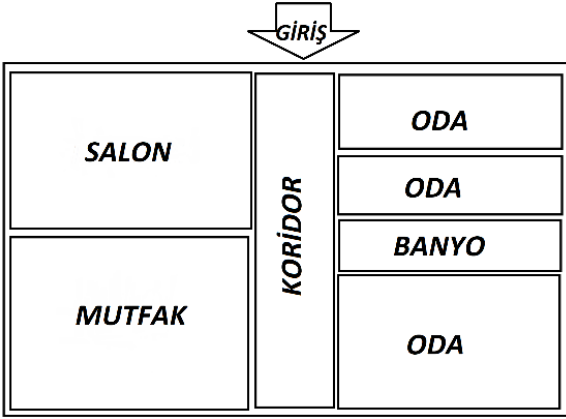 GİRİŞ
SALON
ODA
ODA
KORİDOR
BANYO
MUTFAK
ODA